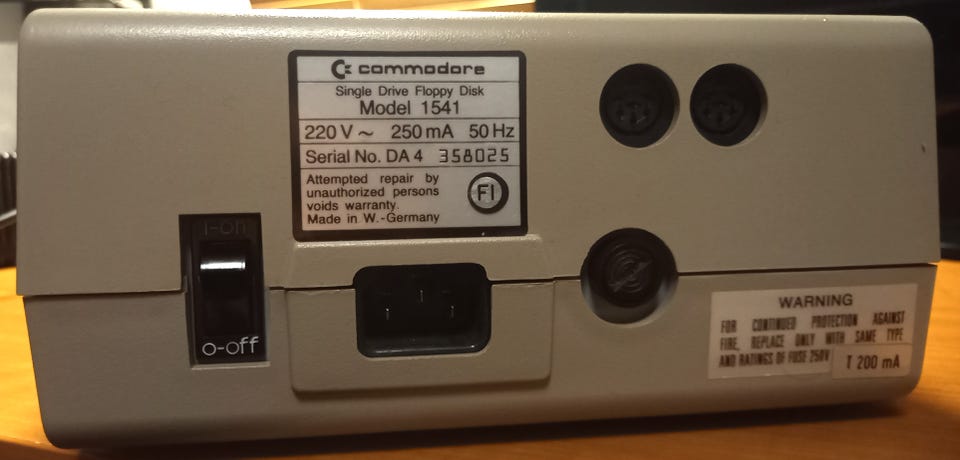 commodore
Single Drive Floppy Disk
Model 1541
220 V ~ 250 mA 50 Hz
Serial No. DA 4 358025
Attempted repair by
unauthorized persons
voids warranty.
Made in W.-Germany
FI
I-on
o-off
WARNING
FOR CONTINUED PROTECTION AGAINST
FIRE, REPLACE ONLY WITH SAME TYPE
AND RATINGS OF FUSE 250V
T 200 mA